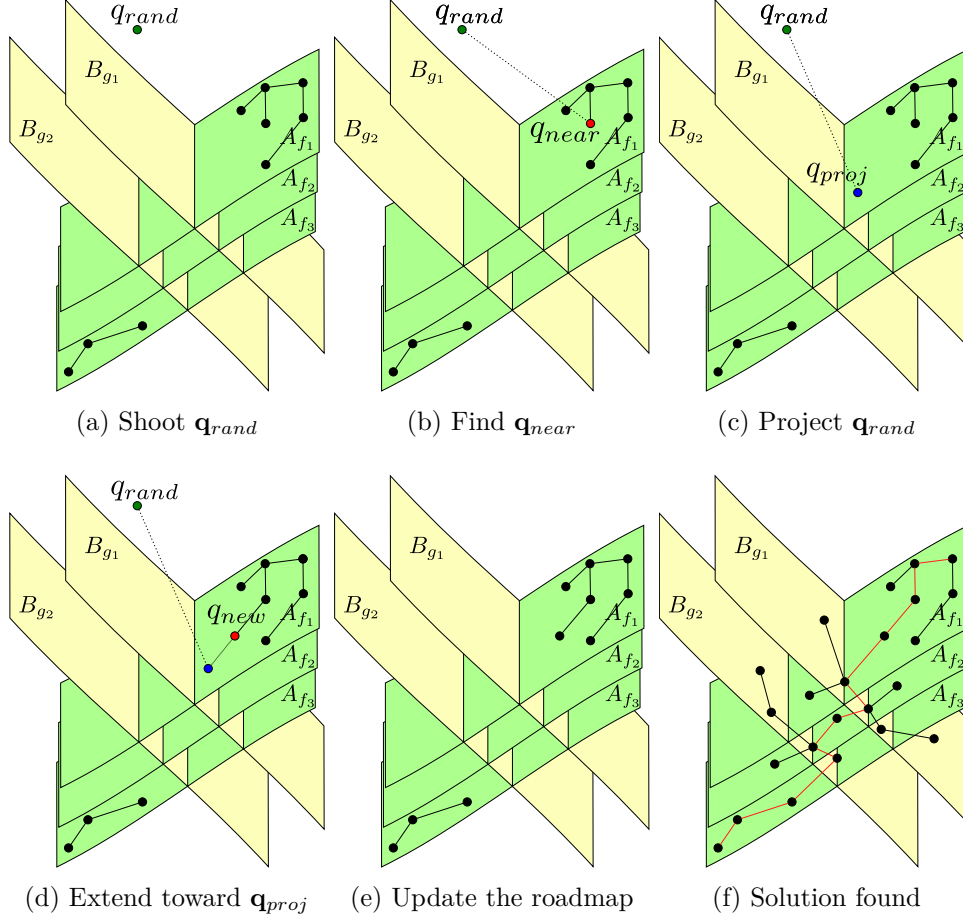 q_rand
B_g1
B_g2
A_f1
A_f2
A_f3
(a) Shoot q_rand
q_rand
B_g1
B_g2
q_near
A_f1
A_f2
A_f3
(b) Find q_near
q_rand
B_g1
B_g2
q_proj
A_f1
A_f2
A_f3
(c) Project q_rand
q_rand
B_g1
B_g2
q_new
A_f1
A_f2
A_f3
(d) Extend toward q_proj
B_g1
B_g2
A_f1
A_f2
A_f3
(e) Update the roadmap
B_g1
B_g2
A_f1
A_f2
A_f3
(f) Solution found